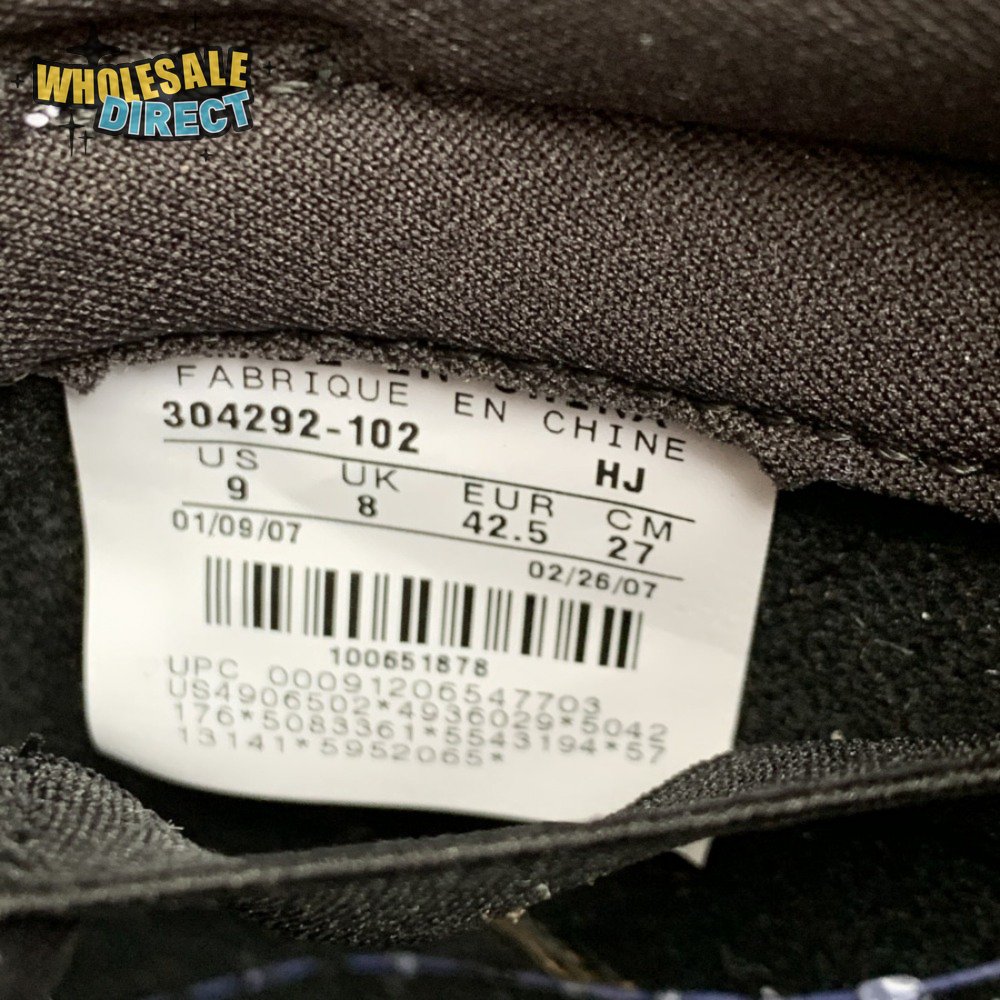 WHOLESALE
DIRECT
FABRIQUE EN CHINE
304292-102 HJ
US UK EUR CM
9 8 42.5 27
01/09/07 02/26/07
100651878
UPC 00091206547703
US4906502*4936029*5042
176*5083361*5543194*57
13141*5952065*